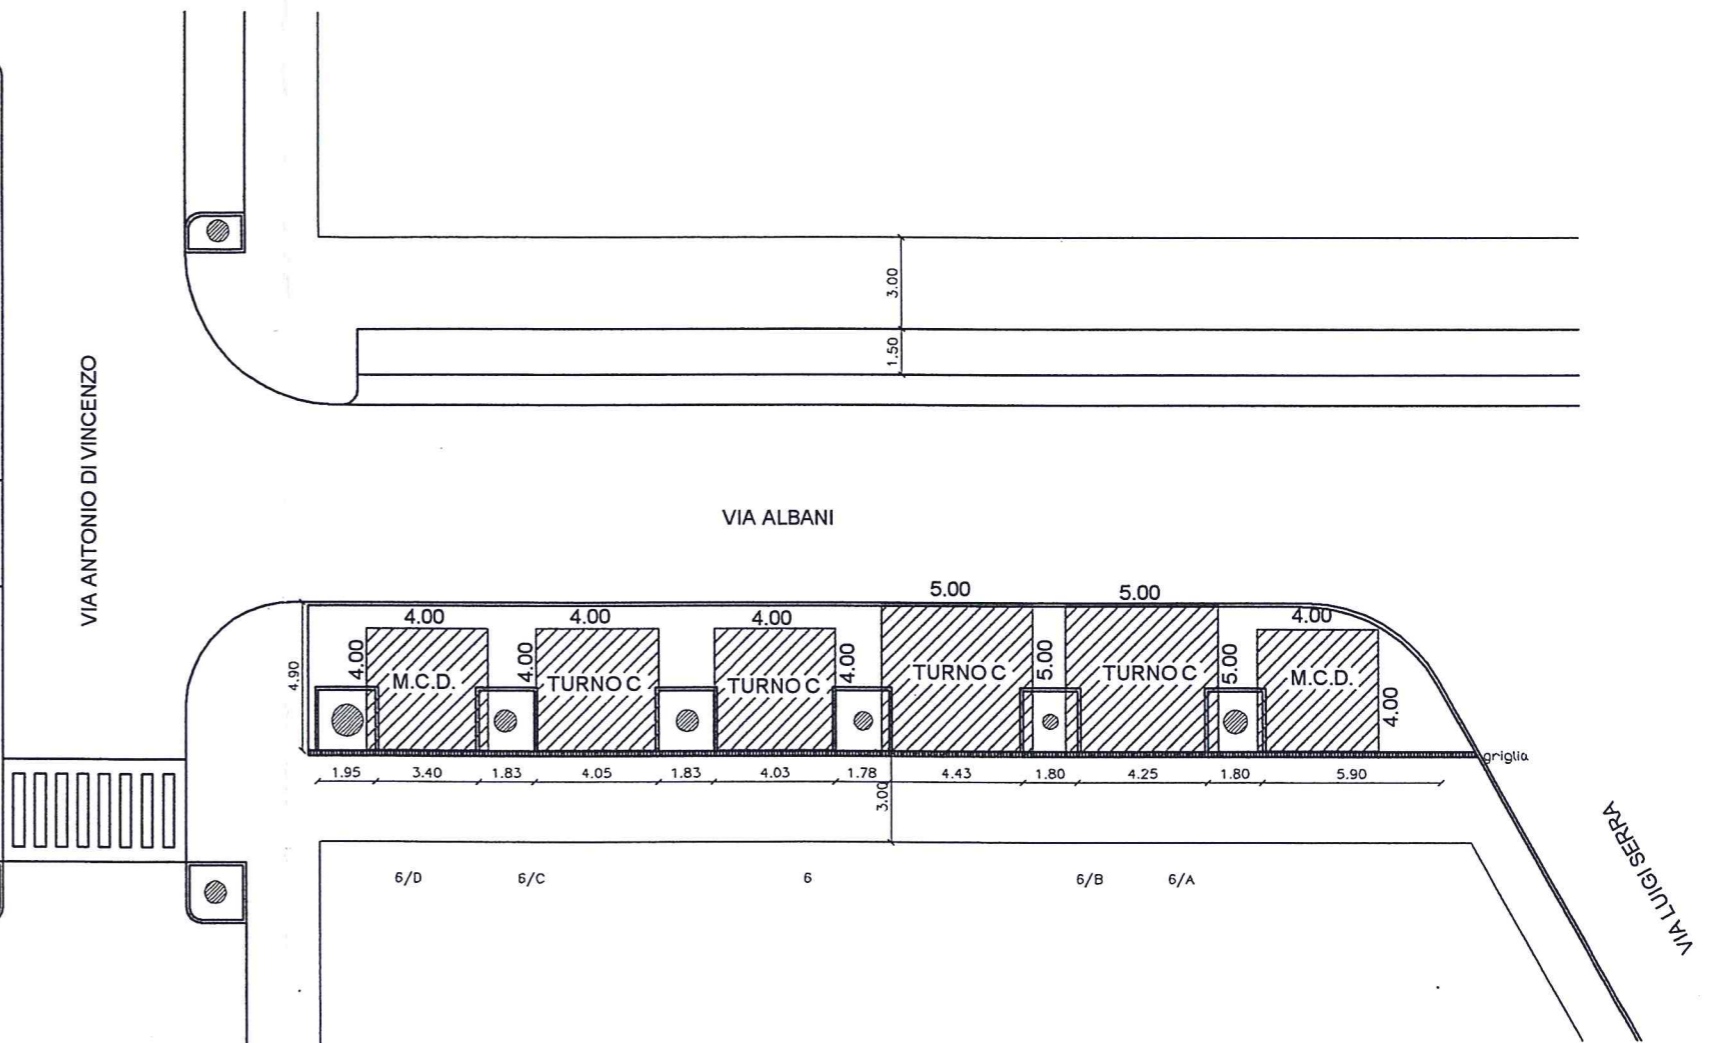 3.00
1.50
VIA ANTONIO DI VINCENZO
VIA ALBANI
5.00
5.00
4.00
4.00
4.00
4.00
4.90
4.00
M.C.D.
4.00
TURNO C
TURNO C
4.00
TURNO C
5.00
TURNO C
5.00
M.C.D.
4.00
griglia
1.95
3.40
1.83
4.05
1.83
4.03
1.78
4.43
1.80
4.25
1.80
5.90
3.00
VIA LUIGI SERRA
6/D
6/C
6
6/B
6/A